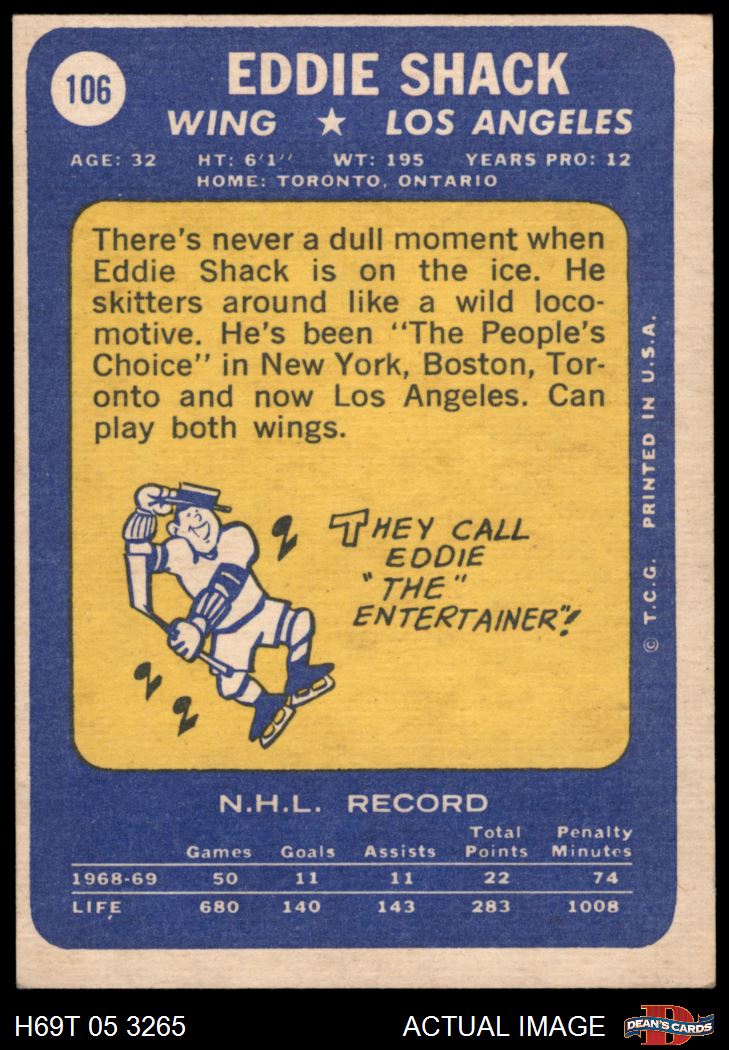 106
EDDIE SHACK
WING ★ LOS ANGELES
AGE: 32 HT: 6'1'' WT: 195 YEARS PRO: 12
HOME: TORONTO, ONTARIO
There's never a dull moment when
Eddie Shack is on the ice. He
skitters around like a wild loco-
motive. He's been "The People's
Choice" in New York, Boston, Tor-
onto and now Los Angeles. Can
play both wings.
THEY CALL
EDDIE
"THE"
ENTERTAINER"!
© T.C.G. PRINTED IN U.S.A.
N.H.L. RECORD
Games Goals Assists Total Points Penalty Minutes
1968-69 50 11 11 22 74
LIFE 680 140 143 283 1008
H69T 05 3265 ACTUAL IMAGE
D
DEAN'S CARDS